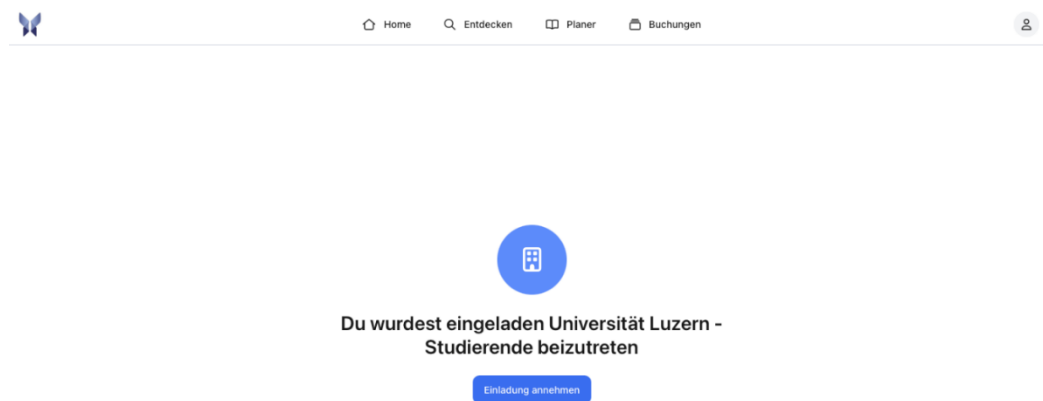 Home Entdecken Planer Buchungen
Du wurdest eingeladen Universität Luzern -
Studierende beizutreten
Einladung annehmen